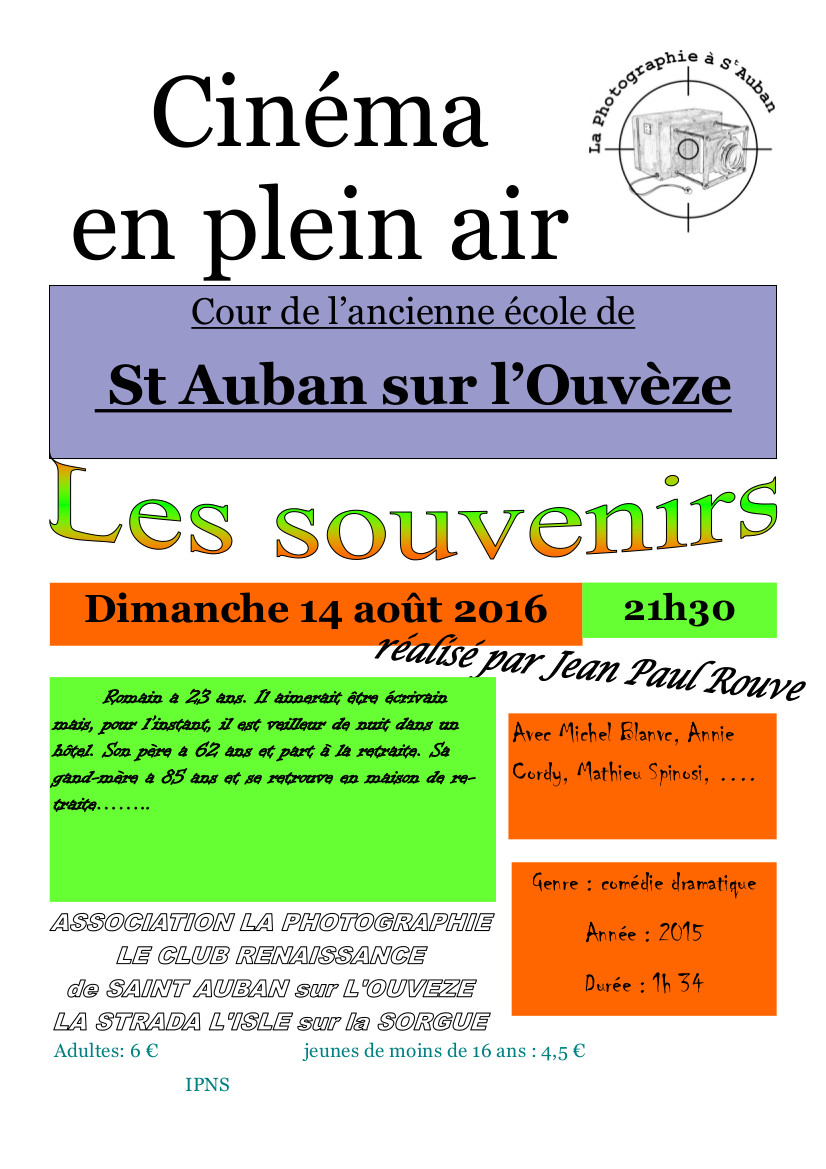 Cinéma
en plein air
La Photographie à St Auban
Cour de l’ancienne école de
St Auban sur l’Ouvèze
Les souvenirs
Dimanche 14 août 2016
21h30
réalisé par Jean Paul Rouve
Romain a 23 ans. Il aimerait être écrivain
mais, pour l'instant, il est veilleur de nuit dans un
hôtel. Son père a 62 ans et part à la retraite. Sa
gand-mère a 85 ans et se retrouve en maison de re-
traite........
Avec Michel Blanvc, Annie
Cordy, Mathieu Spinosi, ....
Genre : comédie dramatique
Année : 2015
Durée : 1h 34
ASSOCIATION LA PHOTOGRAPHIE
LE CLUB RENAISSANCE
de SAINT AUBAN sur L'OUVEZE
LA STRADA L'ISLE sur la SORGUE
Adultes: 6 € jeunes de moins de 16 ans : 4,5 €
IPNS